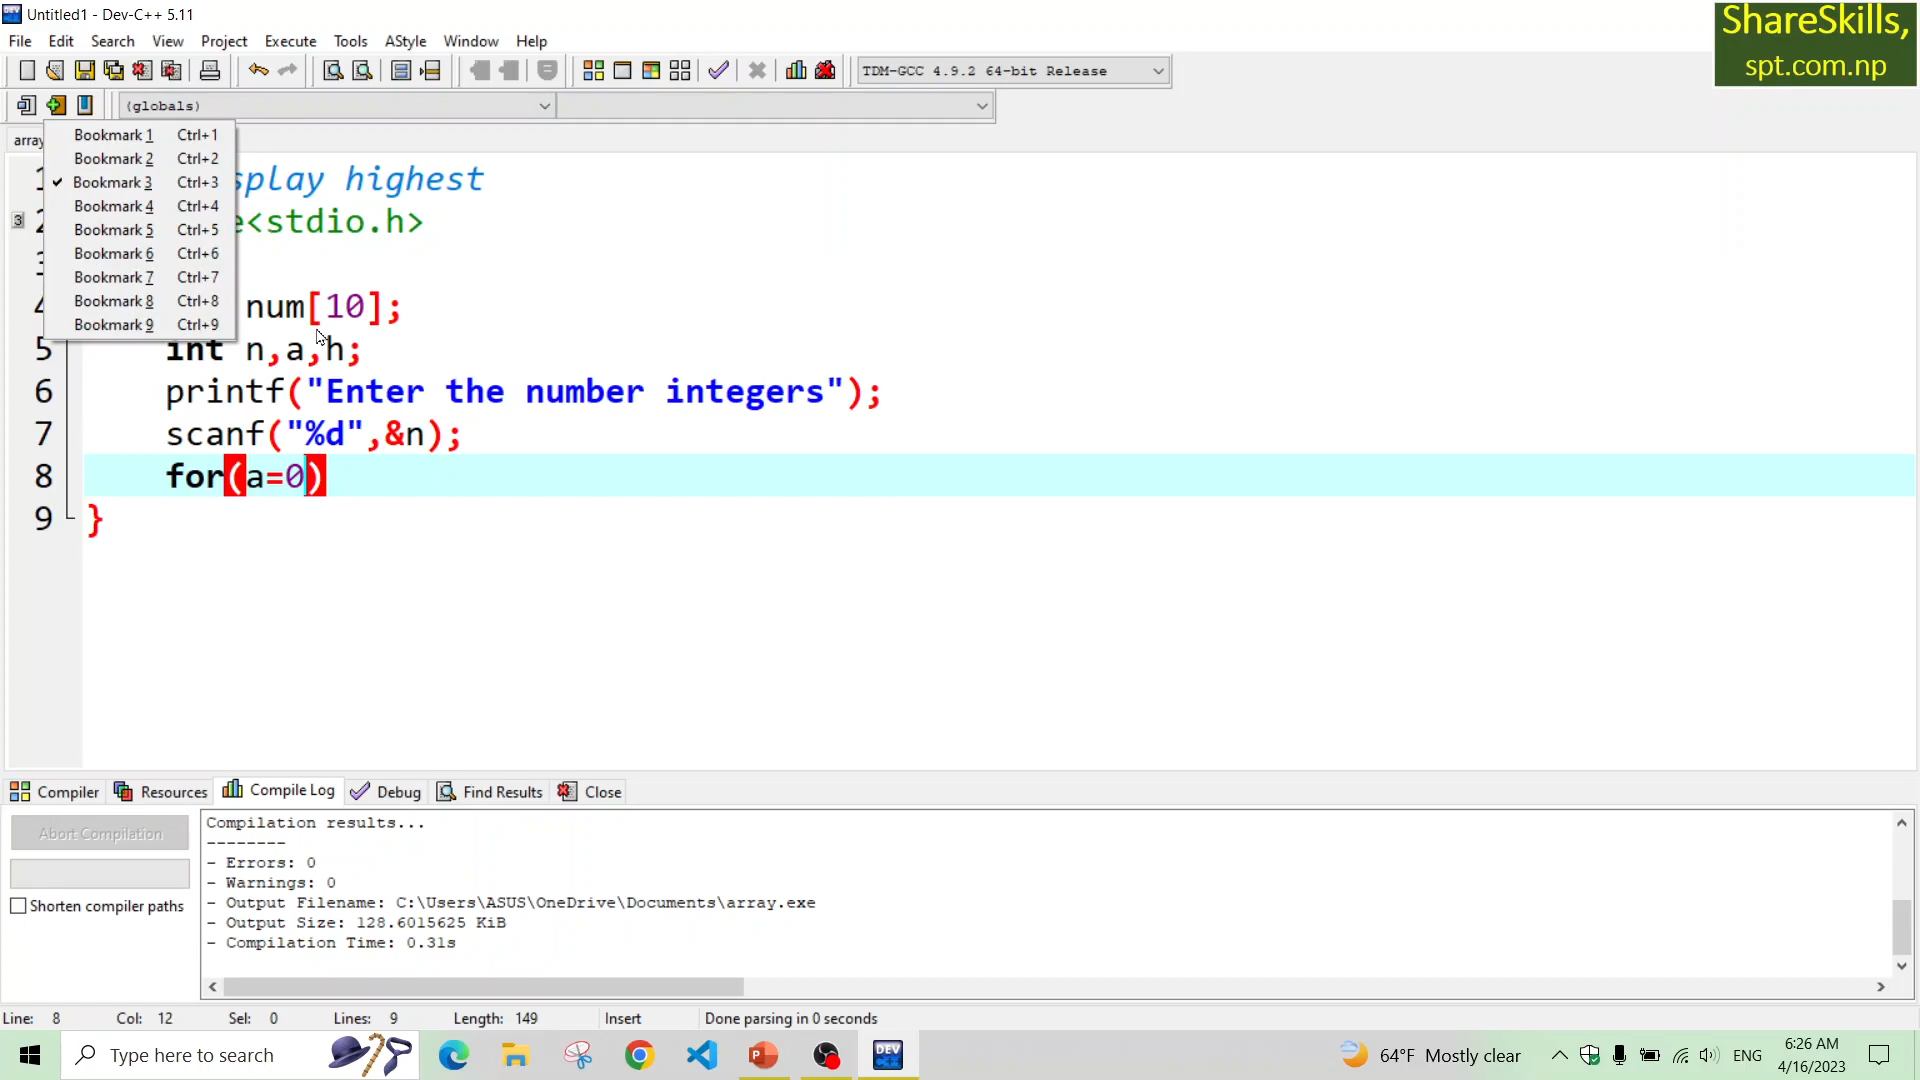 Untitled1 - Dev-C++ 5.11
ShareSkills,
spt.com.np
File Edit Search View Project Execute Tools AStyle Window Help
TDM-GCC 4.9.2 64-bit Release
(globals)
array
Bookmark 1 Ctrl+1
Bookmark 2 Ctrl+2
Bookmark 3 Ctrl+3
Bookmark 4 Ctrl+4
Bookmark 5 Ctrl+5
Bookmark 6 Ctrl+6
Bookmark 7 Ctrl+7
Bookmark 8 Ctrl+8
Bookmark 9 Ctrl+9
1 splay highest
3 2 e<stdio.h>
3
4 num[10];
5 int n,a,h;
6 printf("Enter the number integers");
7 scanf("%d",&n);
8 for(a=0)
9 }
Compiler Resources Compile Log Debug Find Results Close
Abort Compilation
Shorten compiler paths
Compilation results...
--------
- Errors: 0
- Warnings: 0
- Output Filename: C:\Users\ASUS\OneDrive\Documents\array.exe
- Output Size: 128.6015625 KiB
- Compilation Time: 0.31s
Line: 8 Col: 12 Sel: 0 Lines: 9 Length: 149 Insert Done parsing in 0 seconds
Type here to search
DEV C++
64°F Mostly clear
ENG
6:26 AM
4/16/2023